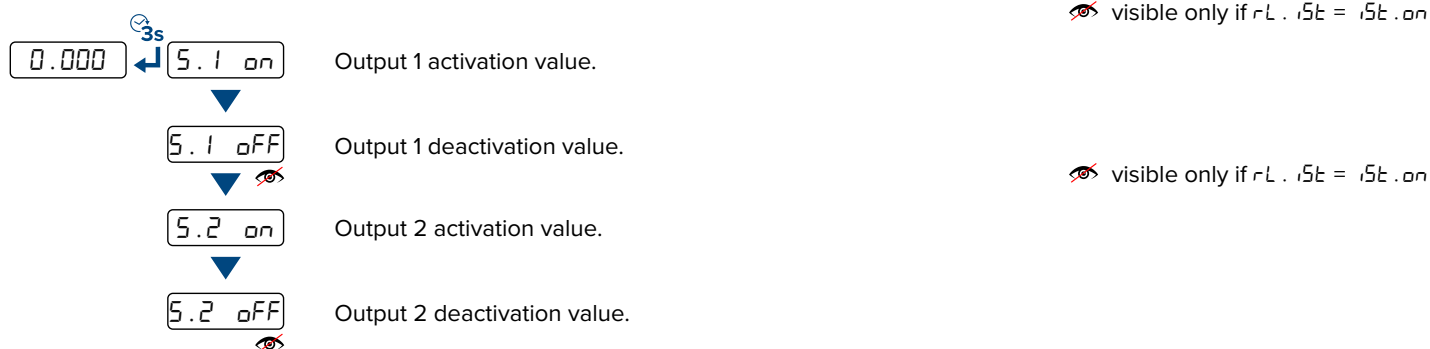 visible only if rL. iSt = iSt.on
3s
0.000 S.1 on Output 1 activation value.
S.1 oFF Output 1 deactivation value.
visible only if rL. iSt = iSt.on
S.2 on Output 2 activation value.
S.2 oFF Output 2 deactivation value.